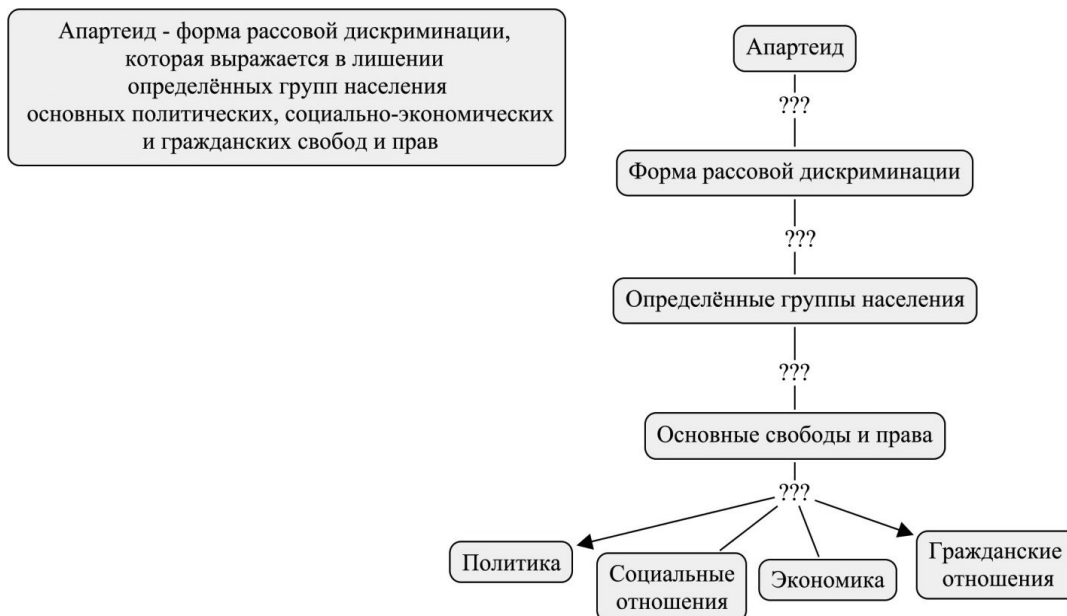 Апартеид - форма рассовой дискриминации,
которая выражается в лишении
определённых групп населения
основных политических, социально-экономических
и гражданских свобод и прав
Апартеид
???
Форма рассовой дискриминации
???
Определённые группы населения
???
Основные свободы и права
???
Политика
Социальные
отношения
Экономика
Гражданские
отношения